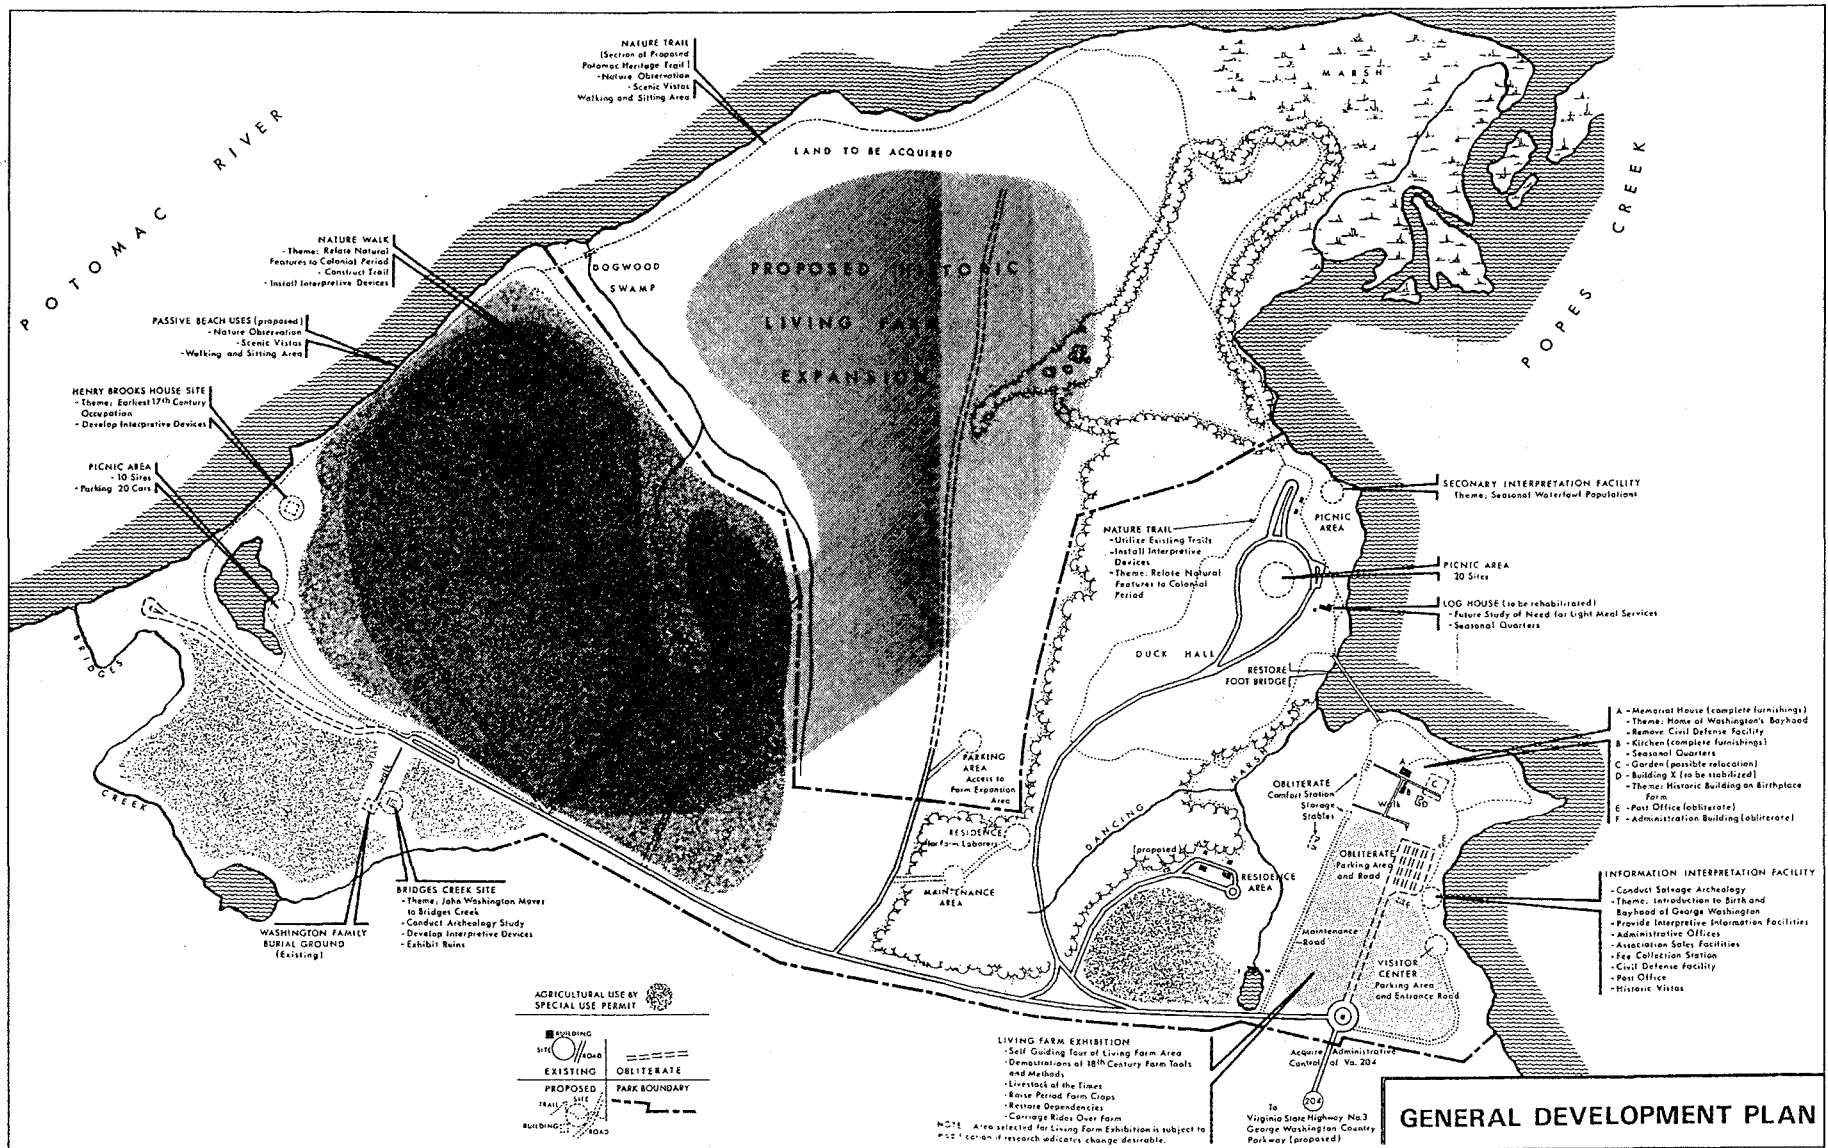 NATURE TRAIL
(Section of Proposed
Potomac Heritage Trail)
-Nature Observation
-Scenic Vistas
Walking and Sitting Area
MARSH
POTOMAC RIVER
LAND TO BE ACQUIRED
POPES CREEK
NATURE WALK
-Theme: Relate Natural
Features to Colonial Period
-Construct Trail
-Install Interpretive Devices
DOGWOOD
SWAMP
PROPOSED HISTORIC
LIVING FARM
EXPANSION
PASSIVE BEACH USES (proposed)
-Nature Observation
-Scenic Vistas
-Walking and Sitting Area
HENRY BROOKS HOUSE SITE
-Theme: Earliest 17th Century
Occupation
-Develop Interpretive Devices
PICNIC AREA
-10 Sites
-Parking 20 Cars
SECONARY INTERPRETATION FACILITY
Theme: Seasonal Waterfowl Populations
PICNIC
AREA
NATURE TRAIL
-Utilize Existing Trails
-Install Interpretive
Devices
-Theme: Relate Natural
Features to Colonial
Period
PICNIC AREA
20 Sites
LOG HOUSE (to be rehabilitated)
-Future Study of Need for Light Meal Services
-Seasonal Quarters
DUCK HALL
RESTORE
FOOT BRIDGE
BRIDGES
CREEK
walk
A -Memorial House (complete furnishings)
-Theme: Home of Washington's Boyhood
-Remove Civil Defense Facility
B -Kitchen (complete furnishings)
-Seasonal Quarters
C -Garden (possible relocation)
D -Building X (to be stabilized)
-Theme: Historic Building on Birthplace
Farm
E -Post Office (obliterate)
F -Administration Building (obliterate)
PARKING
AREA
Access to
Farm Expansion
Area
DANCING MARSH
OBLITERATE
Comfort Station
Storage
Stables
A
B
C
D
Walk
E
RESIDENCE
for Farm Laborers
MAINTENANCE
AREA
(proposed)
RESIDENCE
AREA
OBLITERATE
Parking Area
and Road
Maintenance
Road
VISITOR
CENTER
Parking Area
and Entrance Road
INFORMATION INTERPRETATION FACILITY
-Conduct Salvage Archeology
-Theme: Introduction to Birth and
Boyhood of George Washington
-Provide Interpretive Information Facilities
-Administrative Offices
-Association Sales Facilities
-Fee Collection Station
-Civil Defense Facility
-Post Office
-Historic Vistas
WASHINGTON FAMILY
BURIAL GROUND
(Existing)
BRIDGES CREEK SITE
-Theme: John Washington Moves
to Bridges Creek
-Conduct Archeology Study
-Develop Interpretive Devices
-Exhibit Ruins
AGRICULTURAL USE BY
SPECIAL USE PERMIT
BUILDING
SITE
ROAD
EXISTING
OBLITERATE
PROPOSED
SITE
TRAIL
BUILDING
ROAD
PARK BOUNDARY
LIVING FARM EXHIBITION
-Self Guiding Tour of Living Farm Area
-Demostrations of 18th Century Farm Tools
and Methods
-Livestock of the Times
-Raise Period Farm Crops
-Restore Dependencies
-Carriage Rides Over Farm
NOTE: Area selected for Living Farm Exhibition is subject to
modification if research indicates change desirable.
Acquire Administrative
Control of Va. 204
204
To
Virginia State Highway No. 3
George Washington Country
Parkway (proposed)
GENERAL DEVELOPMENT PLAN